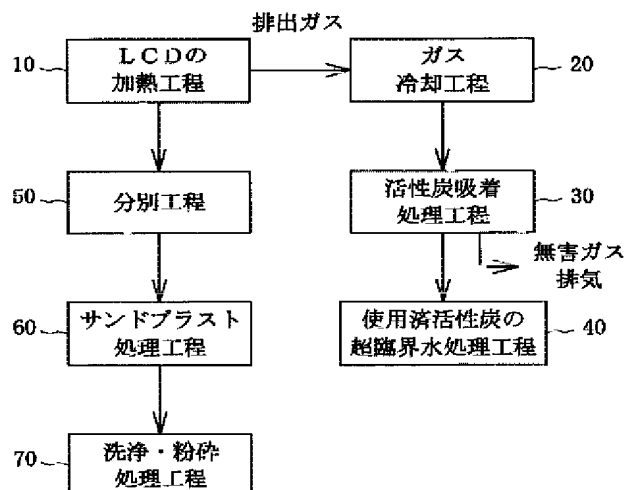 排出ガス
10
LCDの
加熱工程
ガス
冷却工程
20
50
分別工程
活性炭吸着
処理工程
30
無害ガス
排気
60
サンドブラスト
処理工程
使用済活性炭の
超臨界水処理工程
40
70
洗浄・粉砕
処理工程